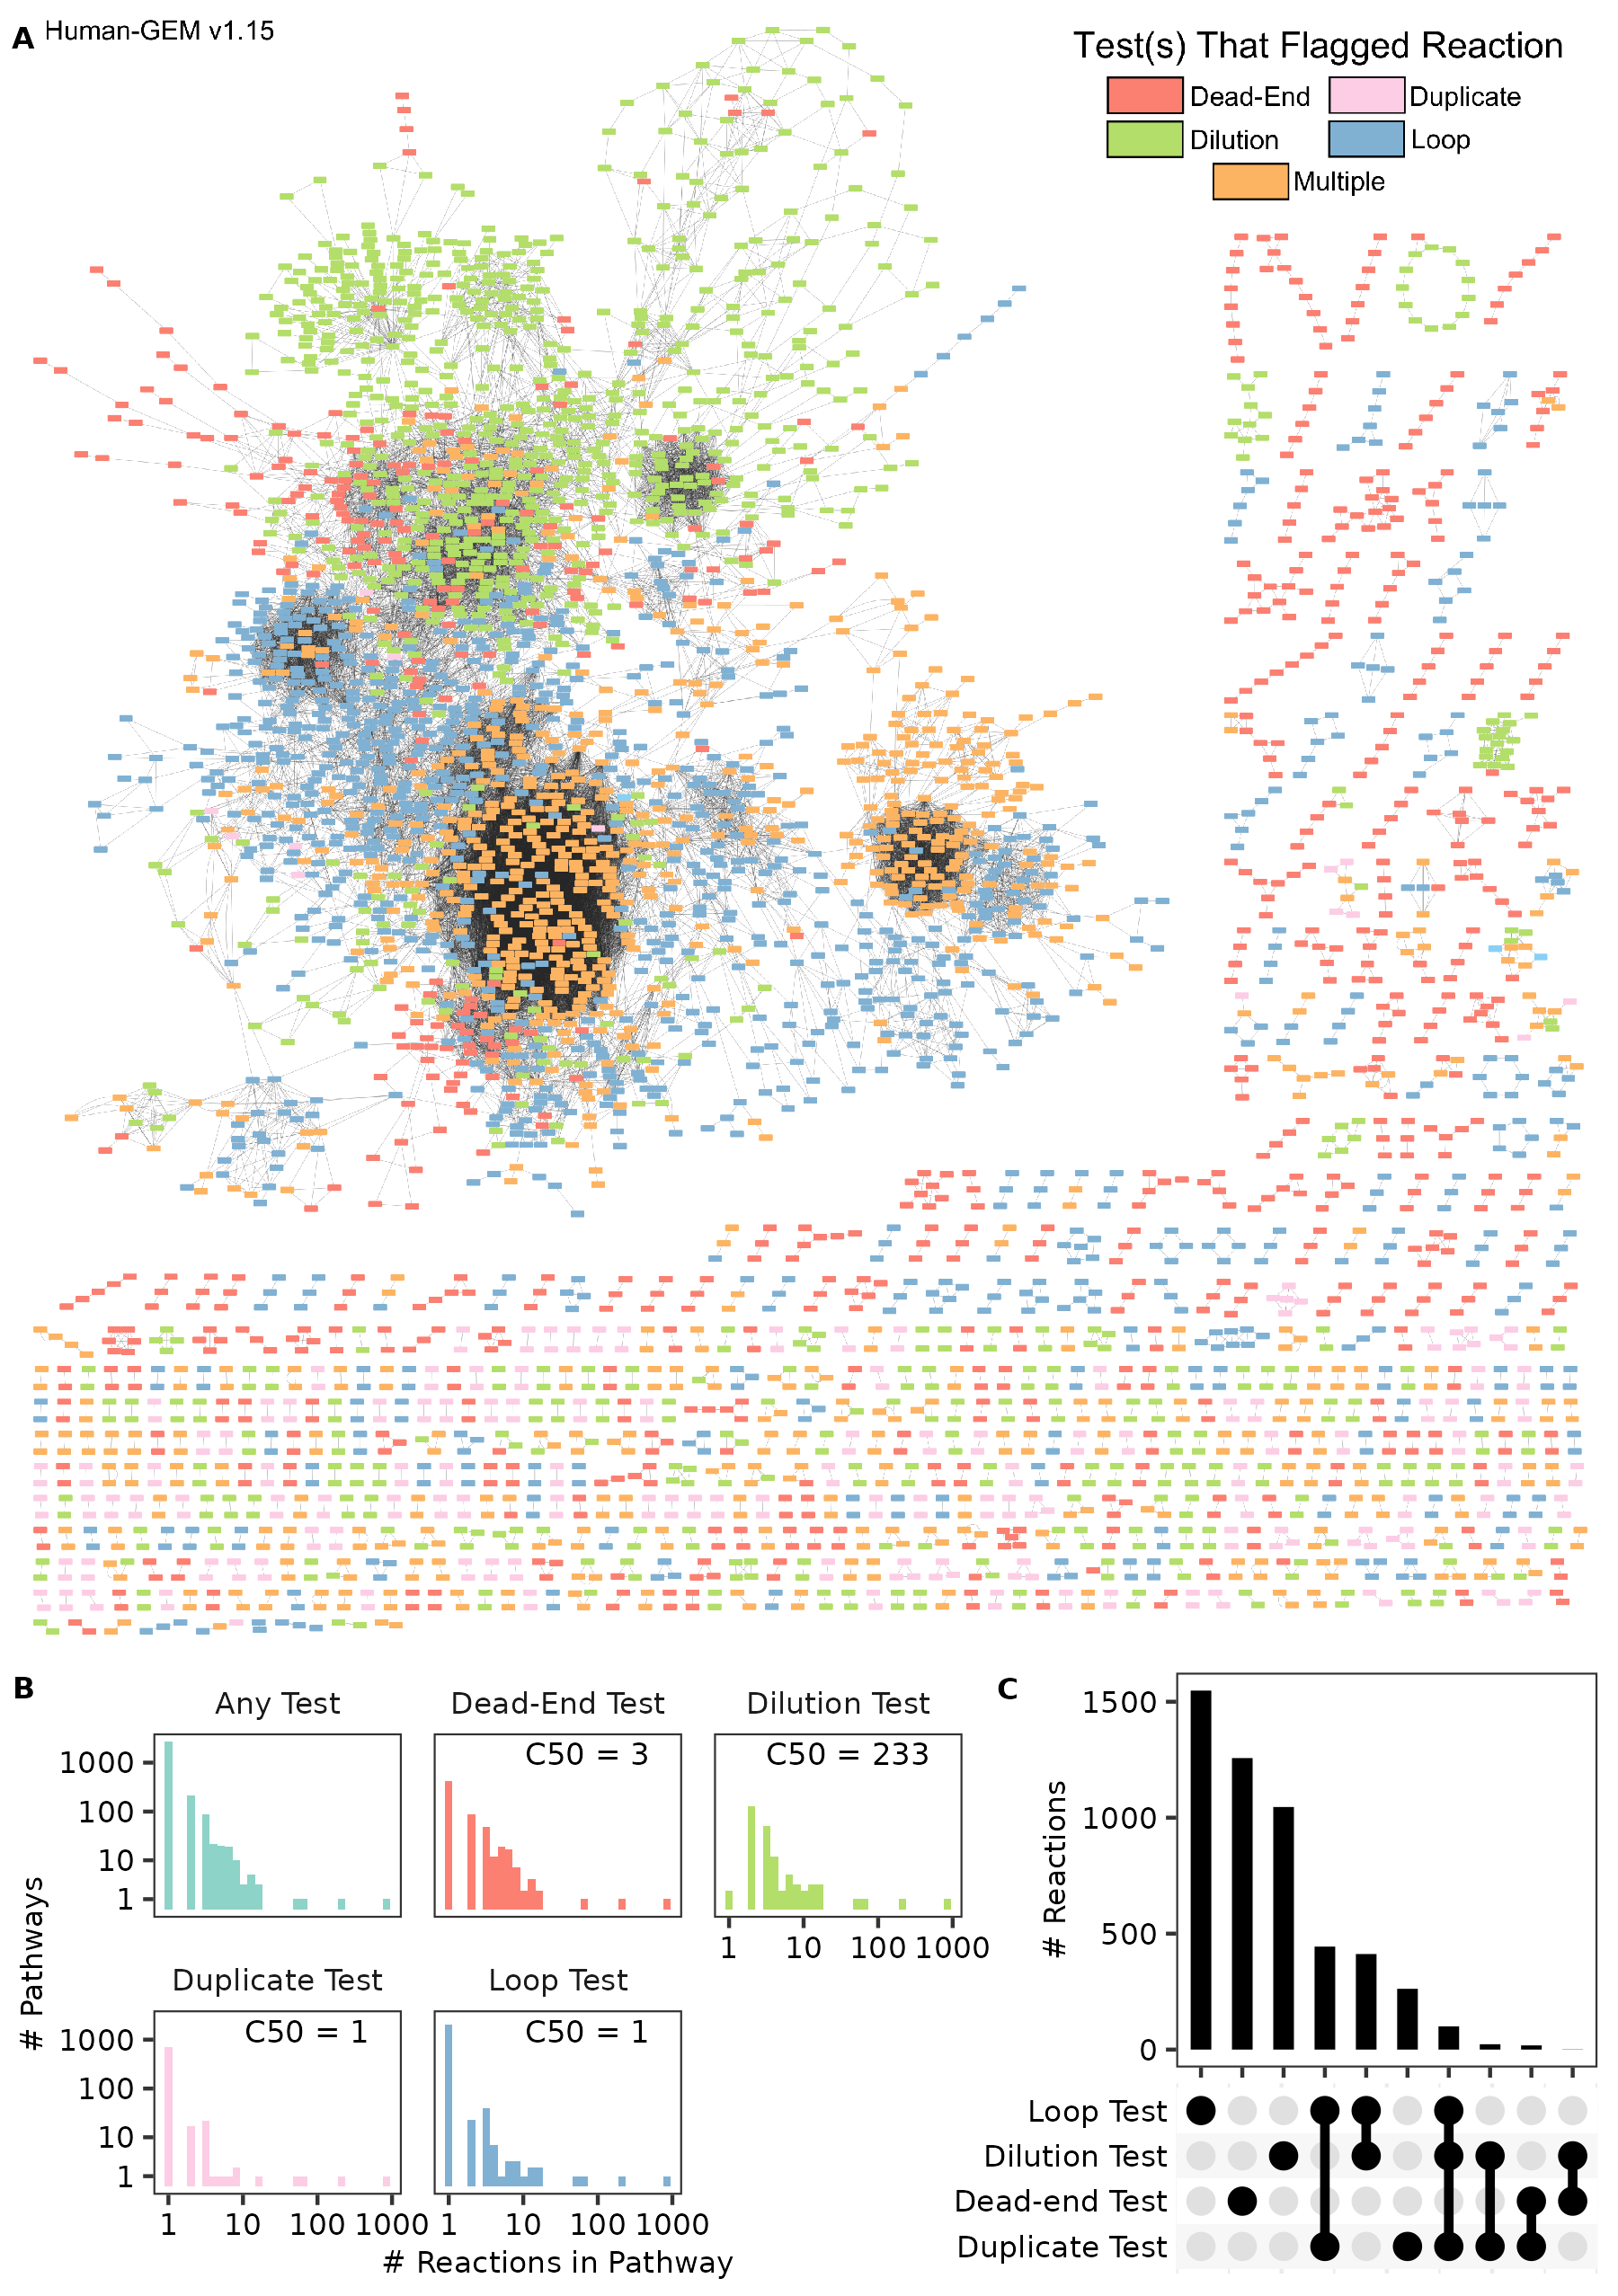 A Human-GEM v1.15
Test(s) That Flagged Reaction
Dead-End Duplicate
Dilution Loop
Multiple
B
Any Test Dead-End Test Dilution Test
C50 = 3 C50 = 233
1000
100
10
1
1 10 100 1000
Duplicate Test Loop Test
C50 = 1 C50 = 1
1000
100
10
1
1 10 100 1000 1 10 100 1000
# Pathways
# Reactions in Pathway
C
# Reactions
1500
1000
500
0
Loop Test
Dilution Test
Dead-end Test
Duplicate Test